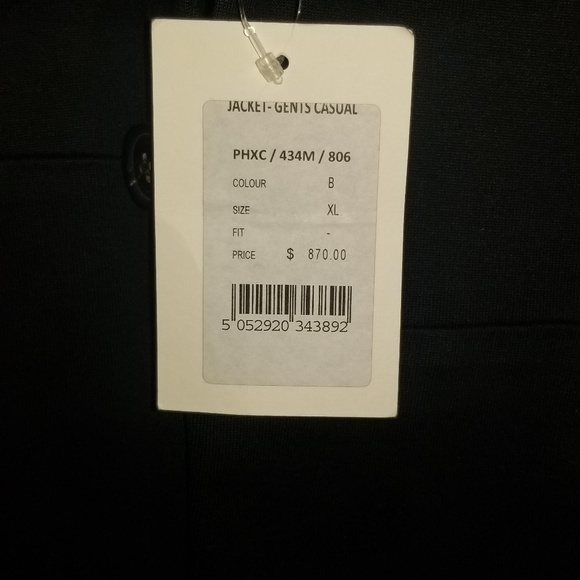 JACKET- GENTS CASUAL
PHXC / 434M / 806
COLOUR B
SIZE XL
FIT -
PRICE $ 870.00
5 052920 343892